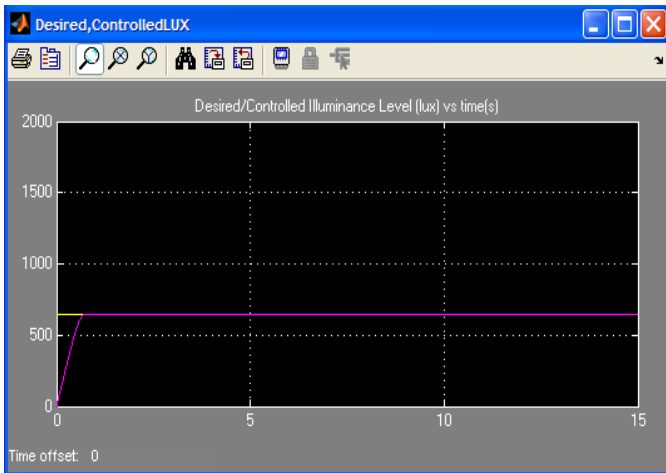 Desired,ControlledLUX
Desired/Controlled Illuminance Level (lux) vs time(s)
2000
1500
1000
500
0
0 5 10 15
Time offset: 0